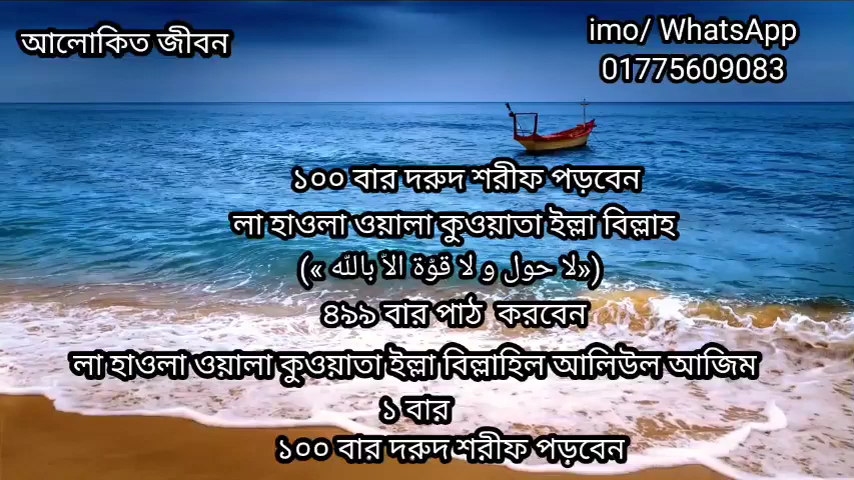 আলোকিত জীবন
imo/ WhatsApp
01775609083
১০০ বার দরুদ শরীফ পড়বেন
লা হাওলা ওয়ালা কুওয়াতা ইল্লা বিল্লাহ
(«لا حول و لا قوّة الاّ بالله »)
৪৯৯ বার পাঠ করবেন
লা হাওলা ওয়ালা কুওয়াতা ইল্লা বিল্লাহিল আলিউল আজিম
১ বার
১০০ বার দরুদ শরীফ পড়বেন